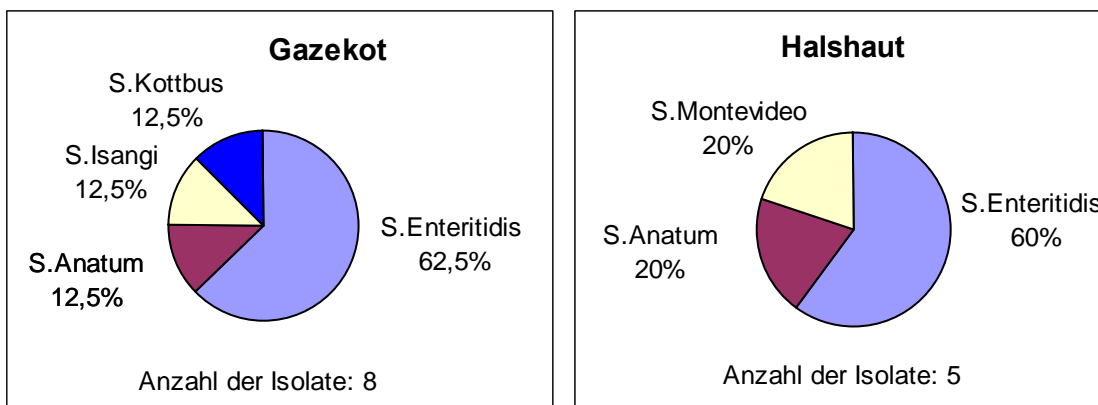 Gazekot
S.Kottbus
12,5%
S.Isangi
12,5%
S.Anatum
12,5%
S.Enteritidis
62,5%
Anzahl der Isolate: 8
Halshaut
S.Montevideo
20%
S.Anatum
20%
S.Enteritidis
60%
Anzahl der Isolate: 5